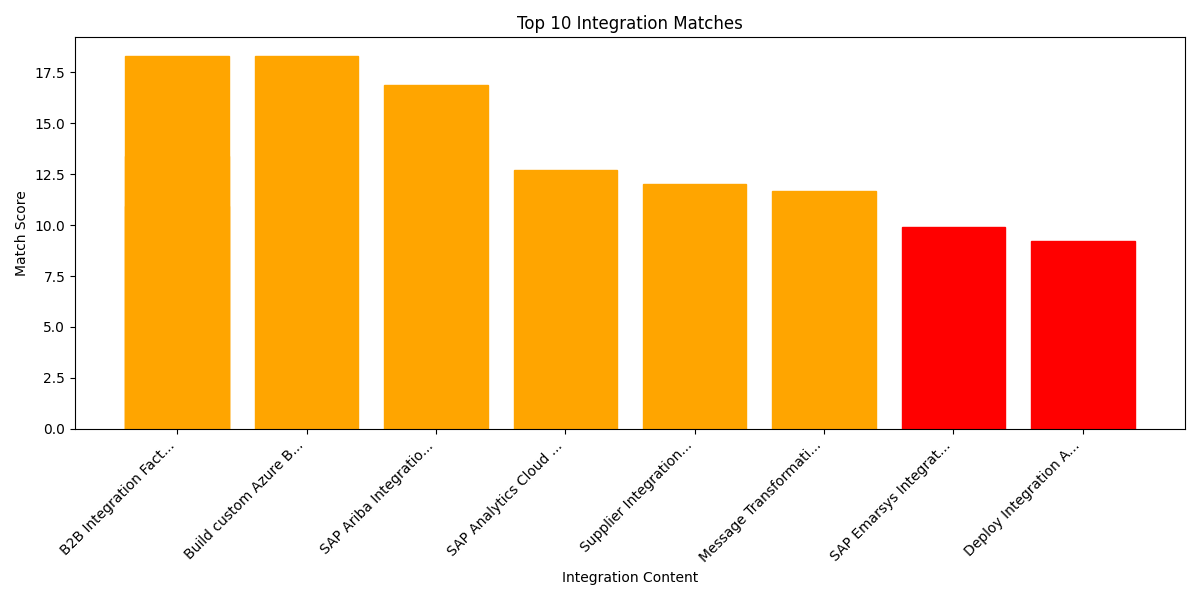 Top 10 Integration Matches
Match Score
17.5
15.0
12.5
10.0
7.5
5.0
2.5
0.0
B2B Integration Fact...
Build custom Azure B...
SAP Ariba Integratio...
SAP Analytics Cloud ...
Supplier Integration...
Message Transformati...
SAP Emarsys Integrat...
Deploy Integration A...
Integration Content